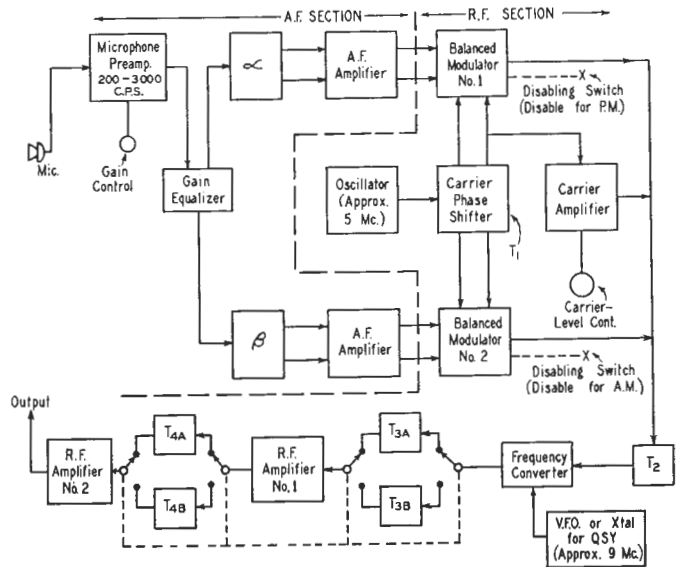 A.F. SECTION
R.F. SECTION
Microphone
Preamp.
200-3000
C.P.S.
Mic.
Gain
Control
Gain
Equalizer
∝
A.F.
Amplifier
Balanced
Modulator
No.1
X
Disabling Switch
(Disable for P.M.)
Oscillator
(Approx.
5 Mc.)
Carrier
Phase
Shifter
T1
Carrier
Amplifier
Carrier-
Level Cont.
β
A.F.
Amplifier
Balanced
Modulator
No. 2
X
Disabling Switch
(Disable for A.M.)
Output
R.F.
Amplifier
No. 2
T4A
T4B
R.F.
Amplifier
No. 1
T3A
T3B
Frequency
Converter
T2
V.F.O. or Xtal
for QSY
(Approx. 9 Mc.)